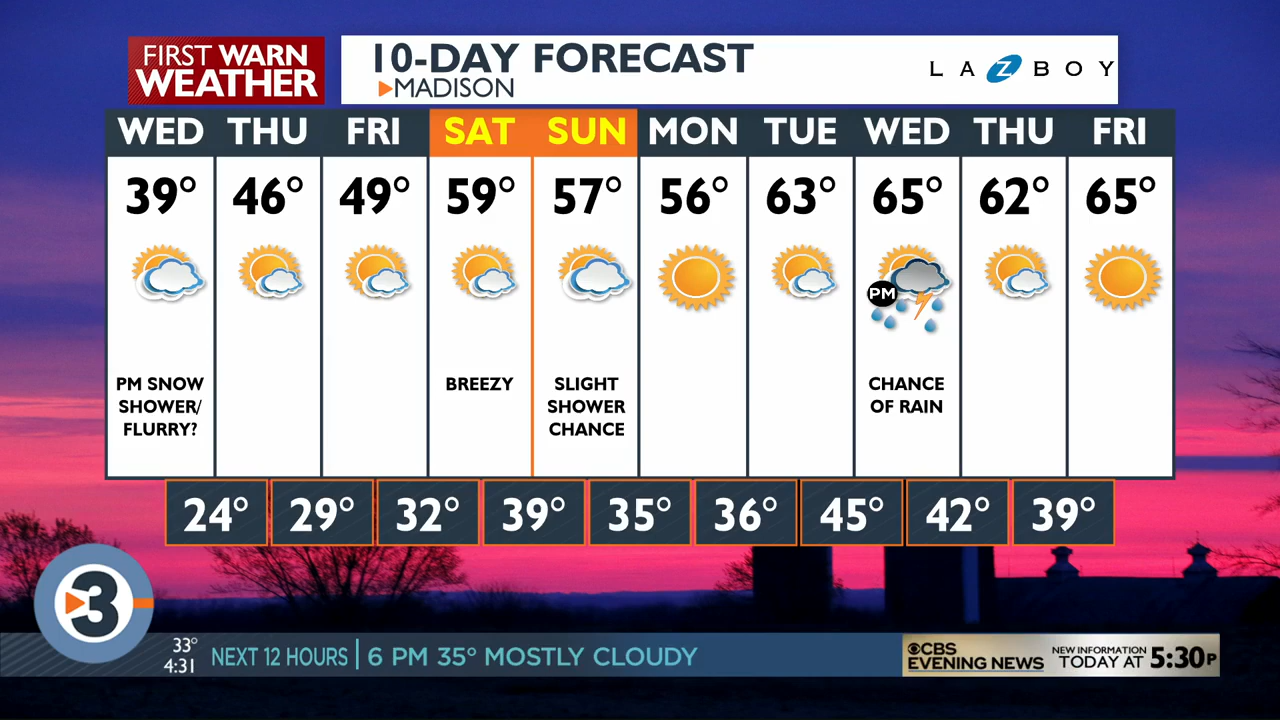 FIRST WARN
WEATHER
10-DAY FORECAST
MADISON
LA Z BOY
WED THU FRI SAT SUN MON TUE WED THU FRI
39° 46° 49° 59° 57° 56° 63° 65° 62° 65°
PM
PM SNOW
SHOWER/
FLURRY?
BREEZY
SLIGHT
SHOWER
CHANCE
CHANCE
OF RAIN
24° 29° 32° 39° 35° 36° 45° 42° 39°
3
33°
4:31
NEXT 12 HOURS | 6 PM 35° MOSTLY CLOUDY
CBS
EVENING NEWS
NEW INFORMATION
TODAY AT 5:30P